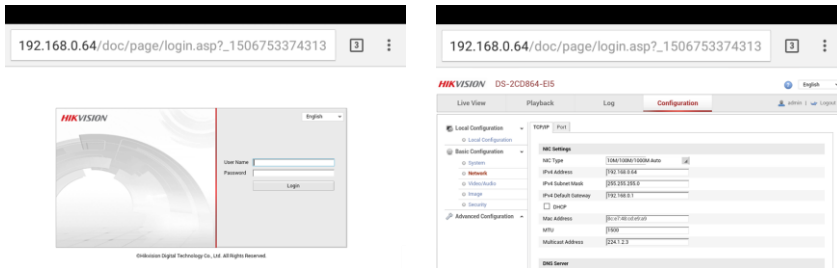 192.168.0.64/doc/page/login.asp?_1506753374313
3
HIKVISION
English
User Name
Password
Login
©Hikvision Digital Technology Co., Ltd. All Rights Reserved.
192.168.0.64/doc/page/login.asp?_1506753374313
3
HIKVISION DS-2CD864-EI5
English
Live View Playback Log Configuration
admin | Logout
Local Configuration
Local Configuration
Basic Configuration
System
Network
Video/Audio
Image
Security
Advanced Configuration
TCP/IP Port
NIC Settings
NIC Type 10M/100M/1000M Auto
IPv4 Address 192.168.0.64
IPv4 Subnet Mask 255.255.255.0
IPv4 Default Gateway 192.168.0.1
DHCP
Mac Address
MTU 1500
Multicast Address 224.1.2.3
DNS Server